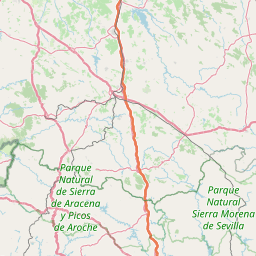 Parque
Natural
de Sierra
de Aracena
y Picos
de Aroche
Parque
Natural
Sierra Morena
de Sevilla